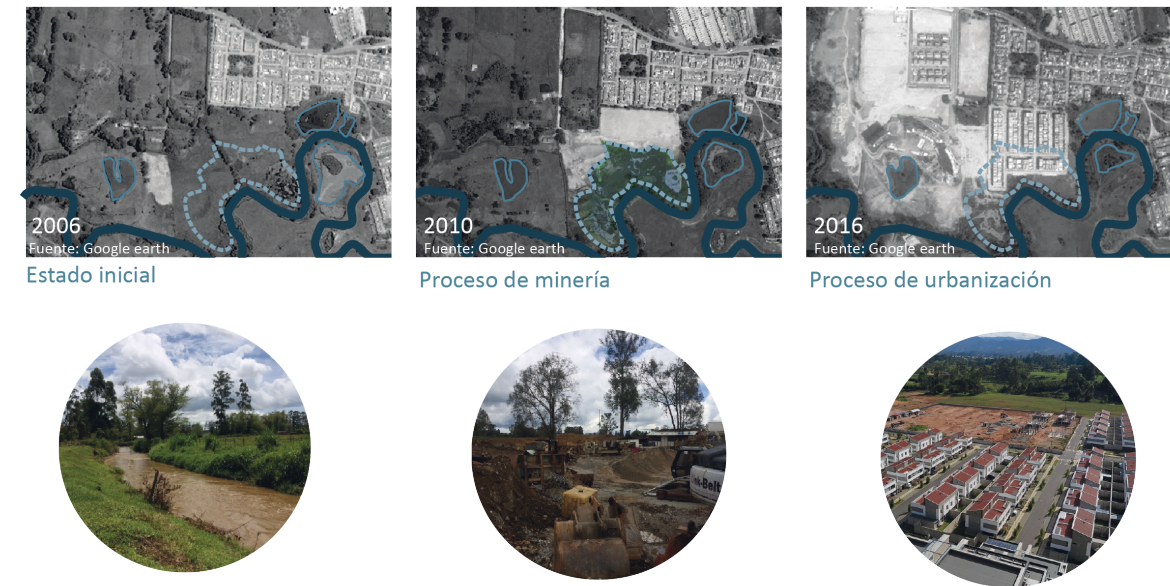 2006
Fuente: Google earth
Estado inicial
2010
Fuente: Google earth
Proceso de minería
2016
Fuente: Google earth
Proceso de urbanización